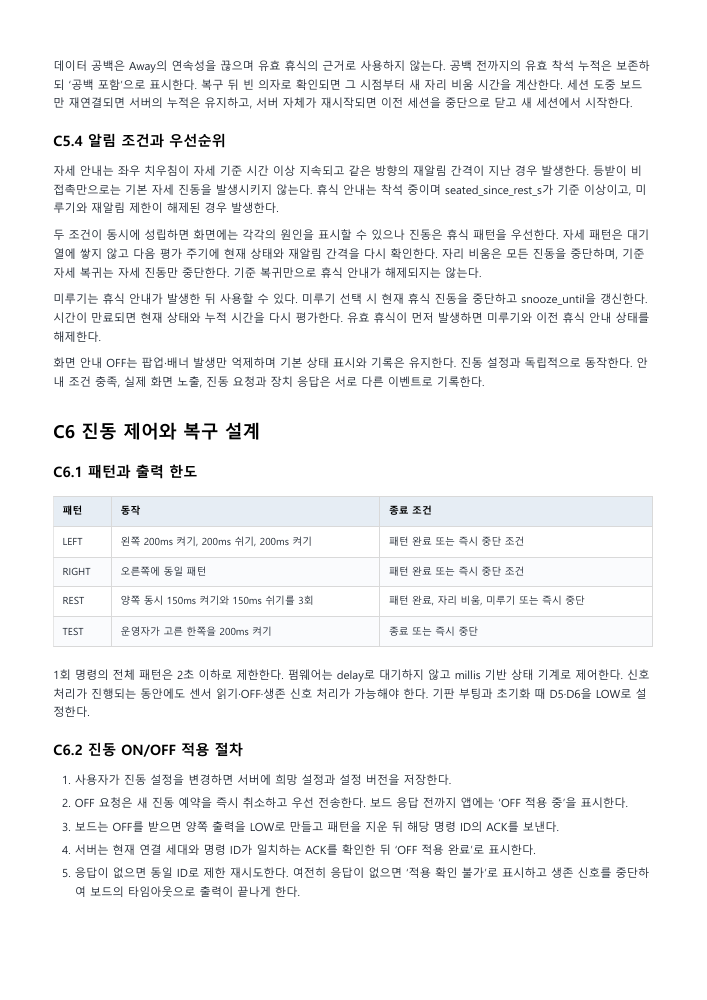 데이터 공백은 Away의 연속성을 끊으며 유효 휴식의 근거로 사용하지 않는다. 공백 전까지의 유효 착석 누적은 보존하
되 '공백 포함'으로 표시한다. 복구 뒤 빈 의자로 확인되면 그 시점부터 새 자리 비움 시간을 계산한다. 세션 도중 보드
만 재연결되면 서버의 누적은 유지하고, 서버 자체가 재시작되면 이전 세션을 중단으로 닫고 새 세션에서 시작한다.
C5.4 알림 조건과 우선순위
자세 안내는 좌우 치우침이 자세 기준 시간 이상 지속되고 같은 방향의 재알림 간격이 지난 경우 발생한다. 등받이 비
접촉만으로는 기본 자세 진동을 발생시키지 않는다. 휴식 안내는 착석 중이며 seated_since_rest_s가 기준 이상이고, 미
루기와 재알림 제한이 해제된 경우 발생한다.
두 조건이 동시에 성립하면 화면에는 각각의 원인을 표시할 수 있으나 진동은 휴식 패턴을 우선한다. 자세 패턴은 대기
열에 쌓지 않고 다음 평가 주기에 현재 상태와 재알림 간격을 다시 확인한다. 자리 비움은 모든 진동을 중단하며, 기준
자세 복귀는 자세 진동만 중단한다. 기준 복귀만으로 휴식 안내가 해제되지는 않는다.
미루기는 휴식 안내가 발생한 뒤 사용할 수 있다. 미루기 선택 시 현재 휴식 진동을 중단하고 snooze_until을 갱신한다.
시간이 만료되면 현재 상태와 누적 시간을 다시 평가한다. 유효 휴식이 먼저 발생하면 미루기와 이전 휴식 안내 상태를
해제한다.
화면 안내 OFF는 팝업·배너 발생만 억제하며 기본 상태 표시와 기록은 유지한다. 진동 설정과 독립적으로 동작한다. 안
내 조건 충족, 실제 화면 노출, 진동 요청과 장치 응답은 서로 다른 이벤트로 기록한다.
C6 진동 제어와 복구 설계
C6.1 패턴과 출력 한도
패턴 동작 종료 조건
LEFT 왼쪽 200ms 켜기, 200ms 쉬기, 200ms 켜기 패턴 완료 또는 즉시 중단 조건
RIGHT 오른쪽에 동일 패턴 패턴 완료 또는 즉시 중단 조건
REST 양쪽 동시 150ms 켜기와 150ms 쉬기를 3회 패턴 완료, 자리 비움, 미루기 또는 즉시 중단
TEST 운영자가 고른 한쪽을 200ms 켜기 종료 또는 즉시 중단
1회 명령의 전체 패턴은 2초 이하로 제한한다. 펌웨어는 delay로 대기하지 않고 millis 기반 상태 기계로 제어한다. 신호
처리가 진행되는 동안에도 센서 읽기·OFF·생존 신호 처리가 가능해야 한다. 기판 부팅과 초기화 때 D5·D6을 LOW로 설
정한다.
C6.2 진동 ON/OFF 적용 절차
1. 사용자가 진동 설정을 변경하면 서버에 희망 설정과 설정 버전을 저장한다.
2. OFF 요청은 새 진동 예약을 즉시 취소하고 우선 전송한다. 보드 응답 전까지 앱에는 'OFF 적용 중'을 표시한다.
3. 보드는 OFF를 받으면 양쪽 출력을 LOW로 만들고 패턴을 지운 뒤 해당 명령 ID의 ACK를 보낸다.
4. 서버는 현재 연결 세대와 명령 ID가 일치하는 ACK를 확인한 뒤 'OFF 적용 완료'로 표시한다.
5. 응답이 없으면 동일 ID로 제한 재시도한다. 여전히 응답이 없으면 '적용 확인 불가'로 표시하고 생존 신호를 중단하
여 보드의 타임아웃으로 출력이 끝나게 한다.